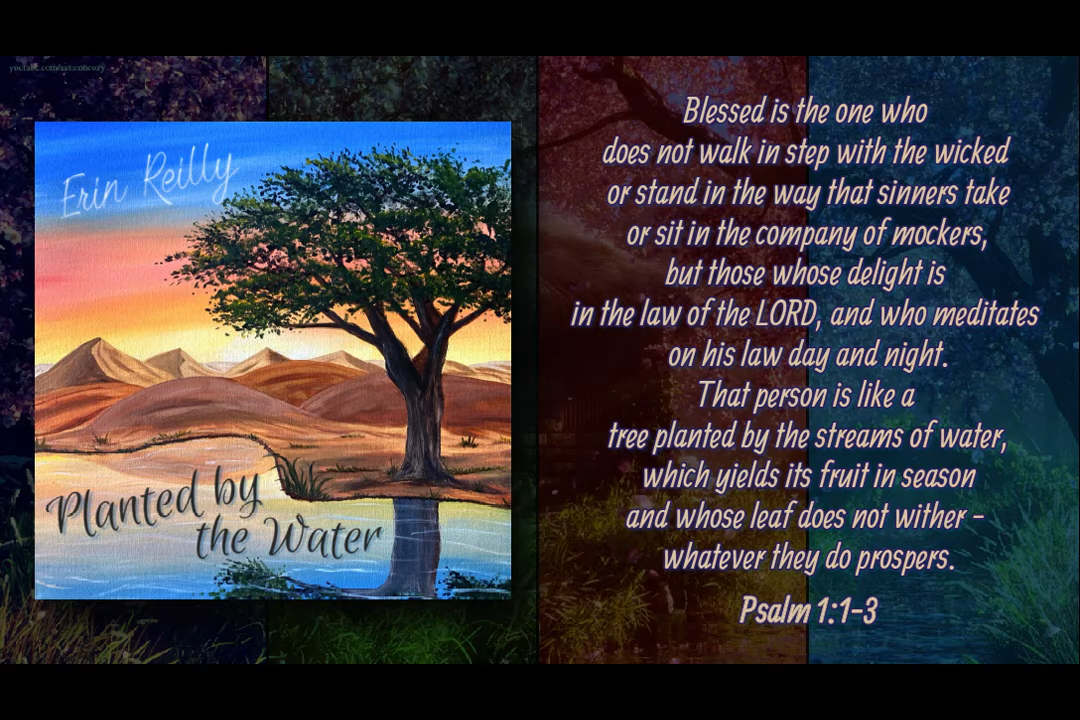 Erin Reilly
Planted by
the Water
Blessed is the one who
does not walk in step with the wicked
or stand in the way that sinners take
or sit in the company of mockers,
but those whose delight is
in the law of the LORD, and who meditates
on his law day and night.
That person is like a
tree planted by the streams of water,
which yields its fruit in season
and whose leaf does not wither –
whatever they do prospers.
Psalm 1:1-3